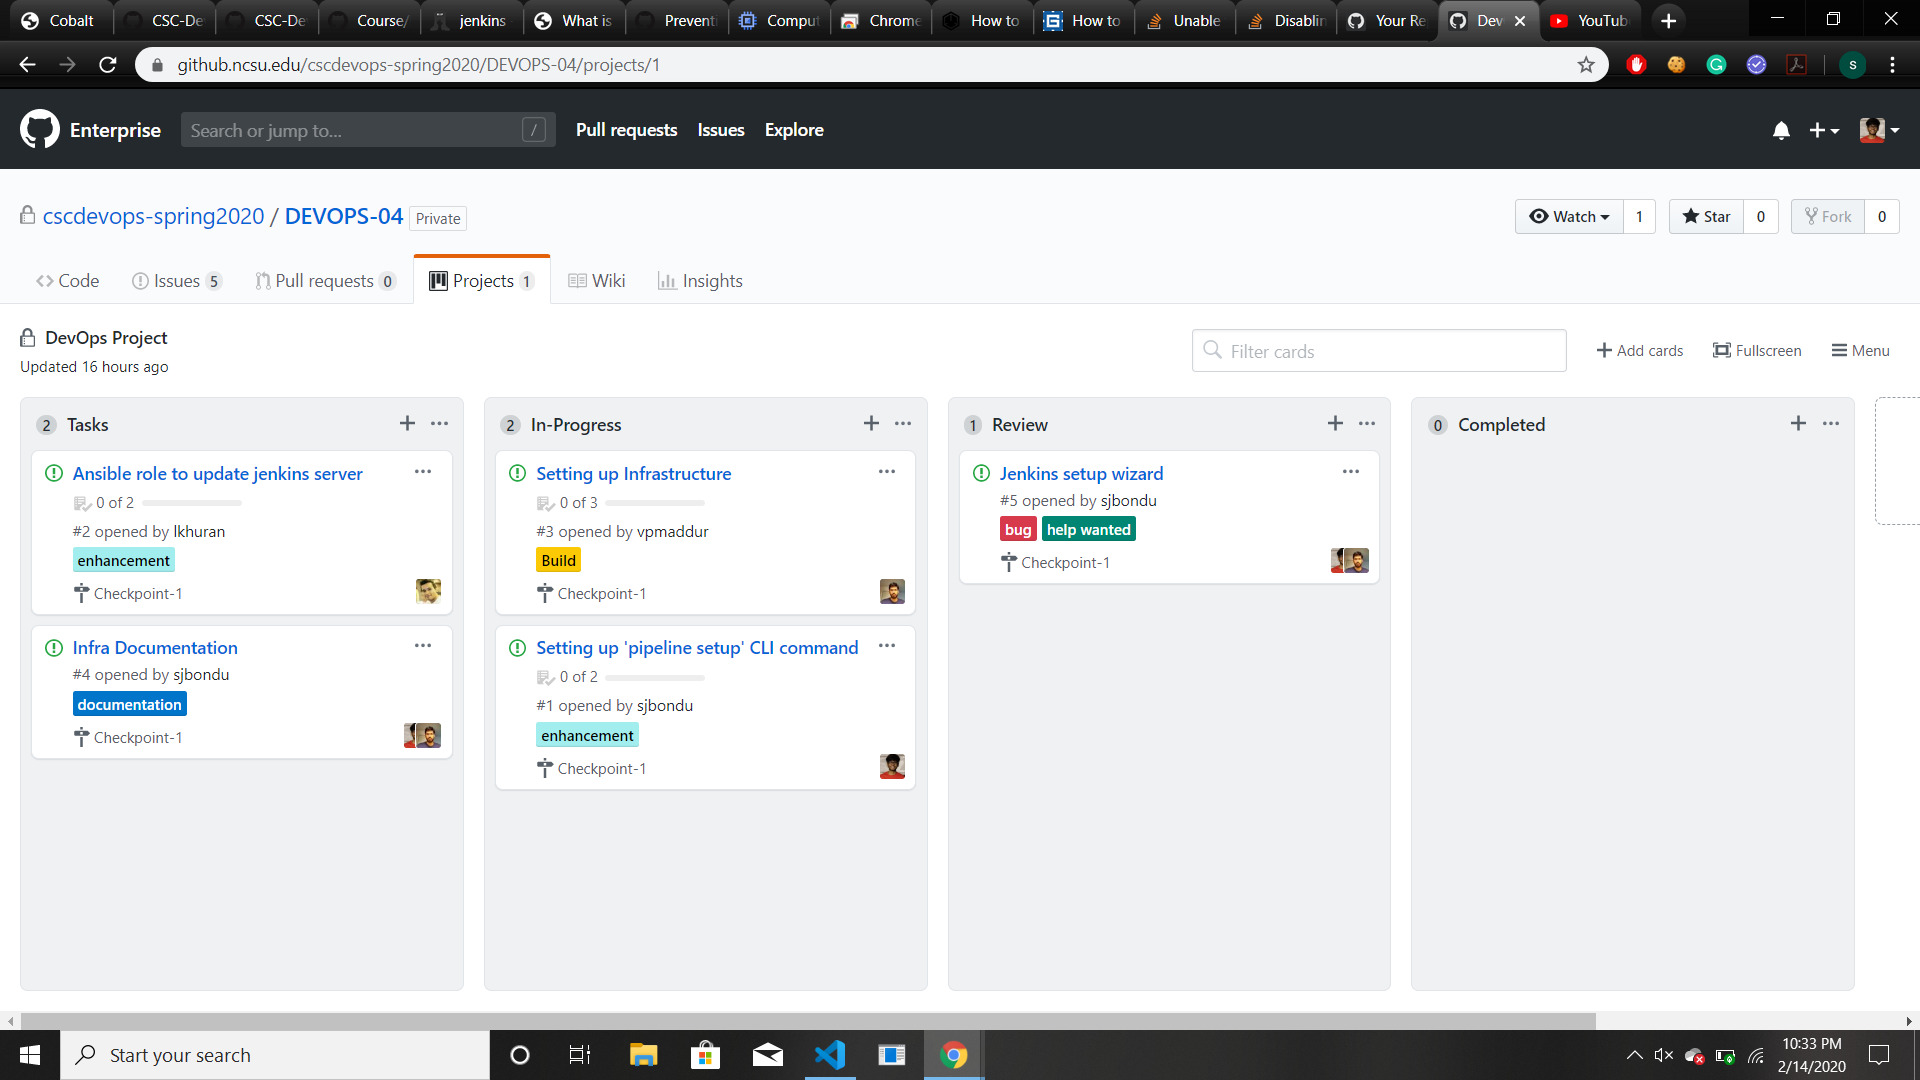 Cobalt
CSC-De
CSC-De
Course/
jenkins
What is
Preventi
Comput
Chrome
How to
How to
Unable
Disablin
Your Re
Dev
YouTub
github.ncsu.edu/cscdevops-spring2020/DEVOPS-04/projects/1
s
Enterprise
Search or jump to...
/
Pull requests
Issues
Explore
cscdevops-spring2020 / DEVOPS-04 Private
Watch 1
Star 0
Fork 0
Code
Issues 5
Pull requests 0
Projects 1
Wiki
Insights
DevOps Project
Updated 16 hours ago
Filter cards
Add cards
Fullscreen
Menu
2 Tasks
Ansible role to update jenkins server
0 of 2
#2 opened by lkhuran
enhancement
Checkpoint-1
Infra Documentation
#4 opened by sjbondu
documentation
Checkpoint-1
2 In-Progress
Setting up Infrastructure
0 of 3
#3 opened by vpmaddur
Build
Checkpoint-1
Setting up 'pipeline setup' CLI command
0 of 2
#1 opened by sjbondu
enhancement
Checkpoint-1
1 Review
Jenkins setup wizard
#5 opened by sjbondu
bug help wanted
Checkpoint-1
0 Completed
Start your search
10:33 PM
2/14/2020